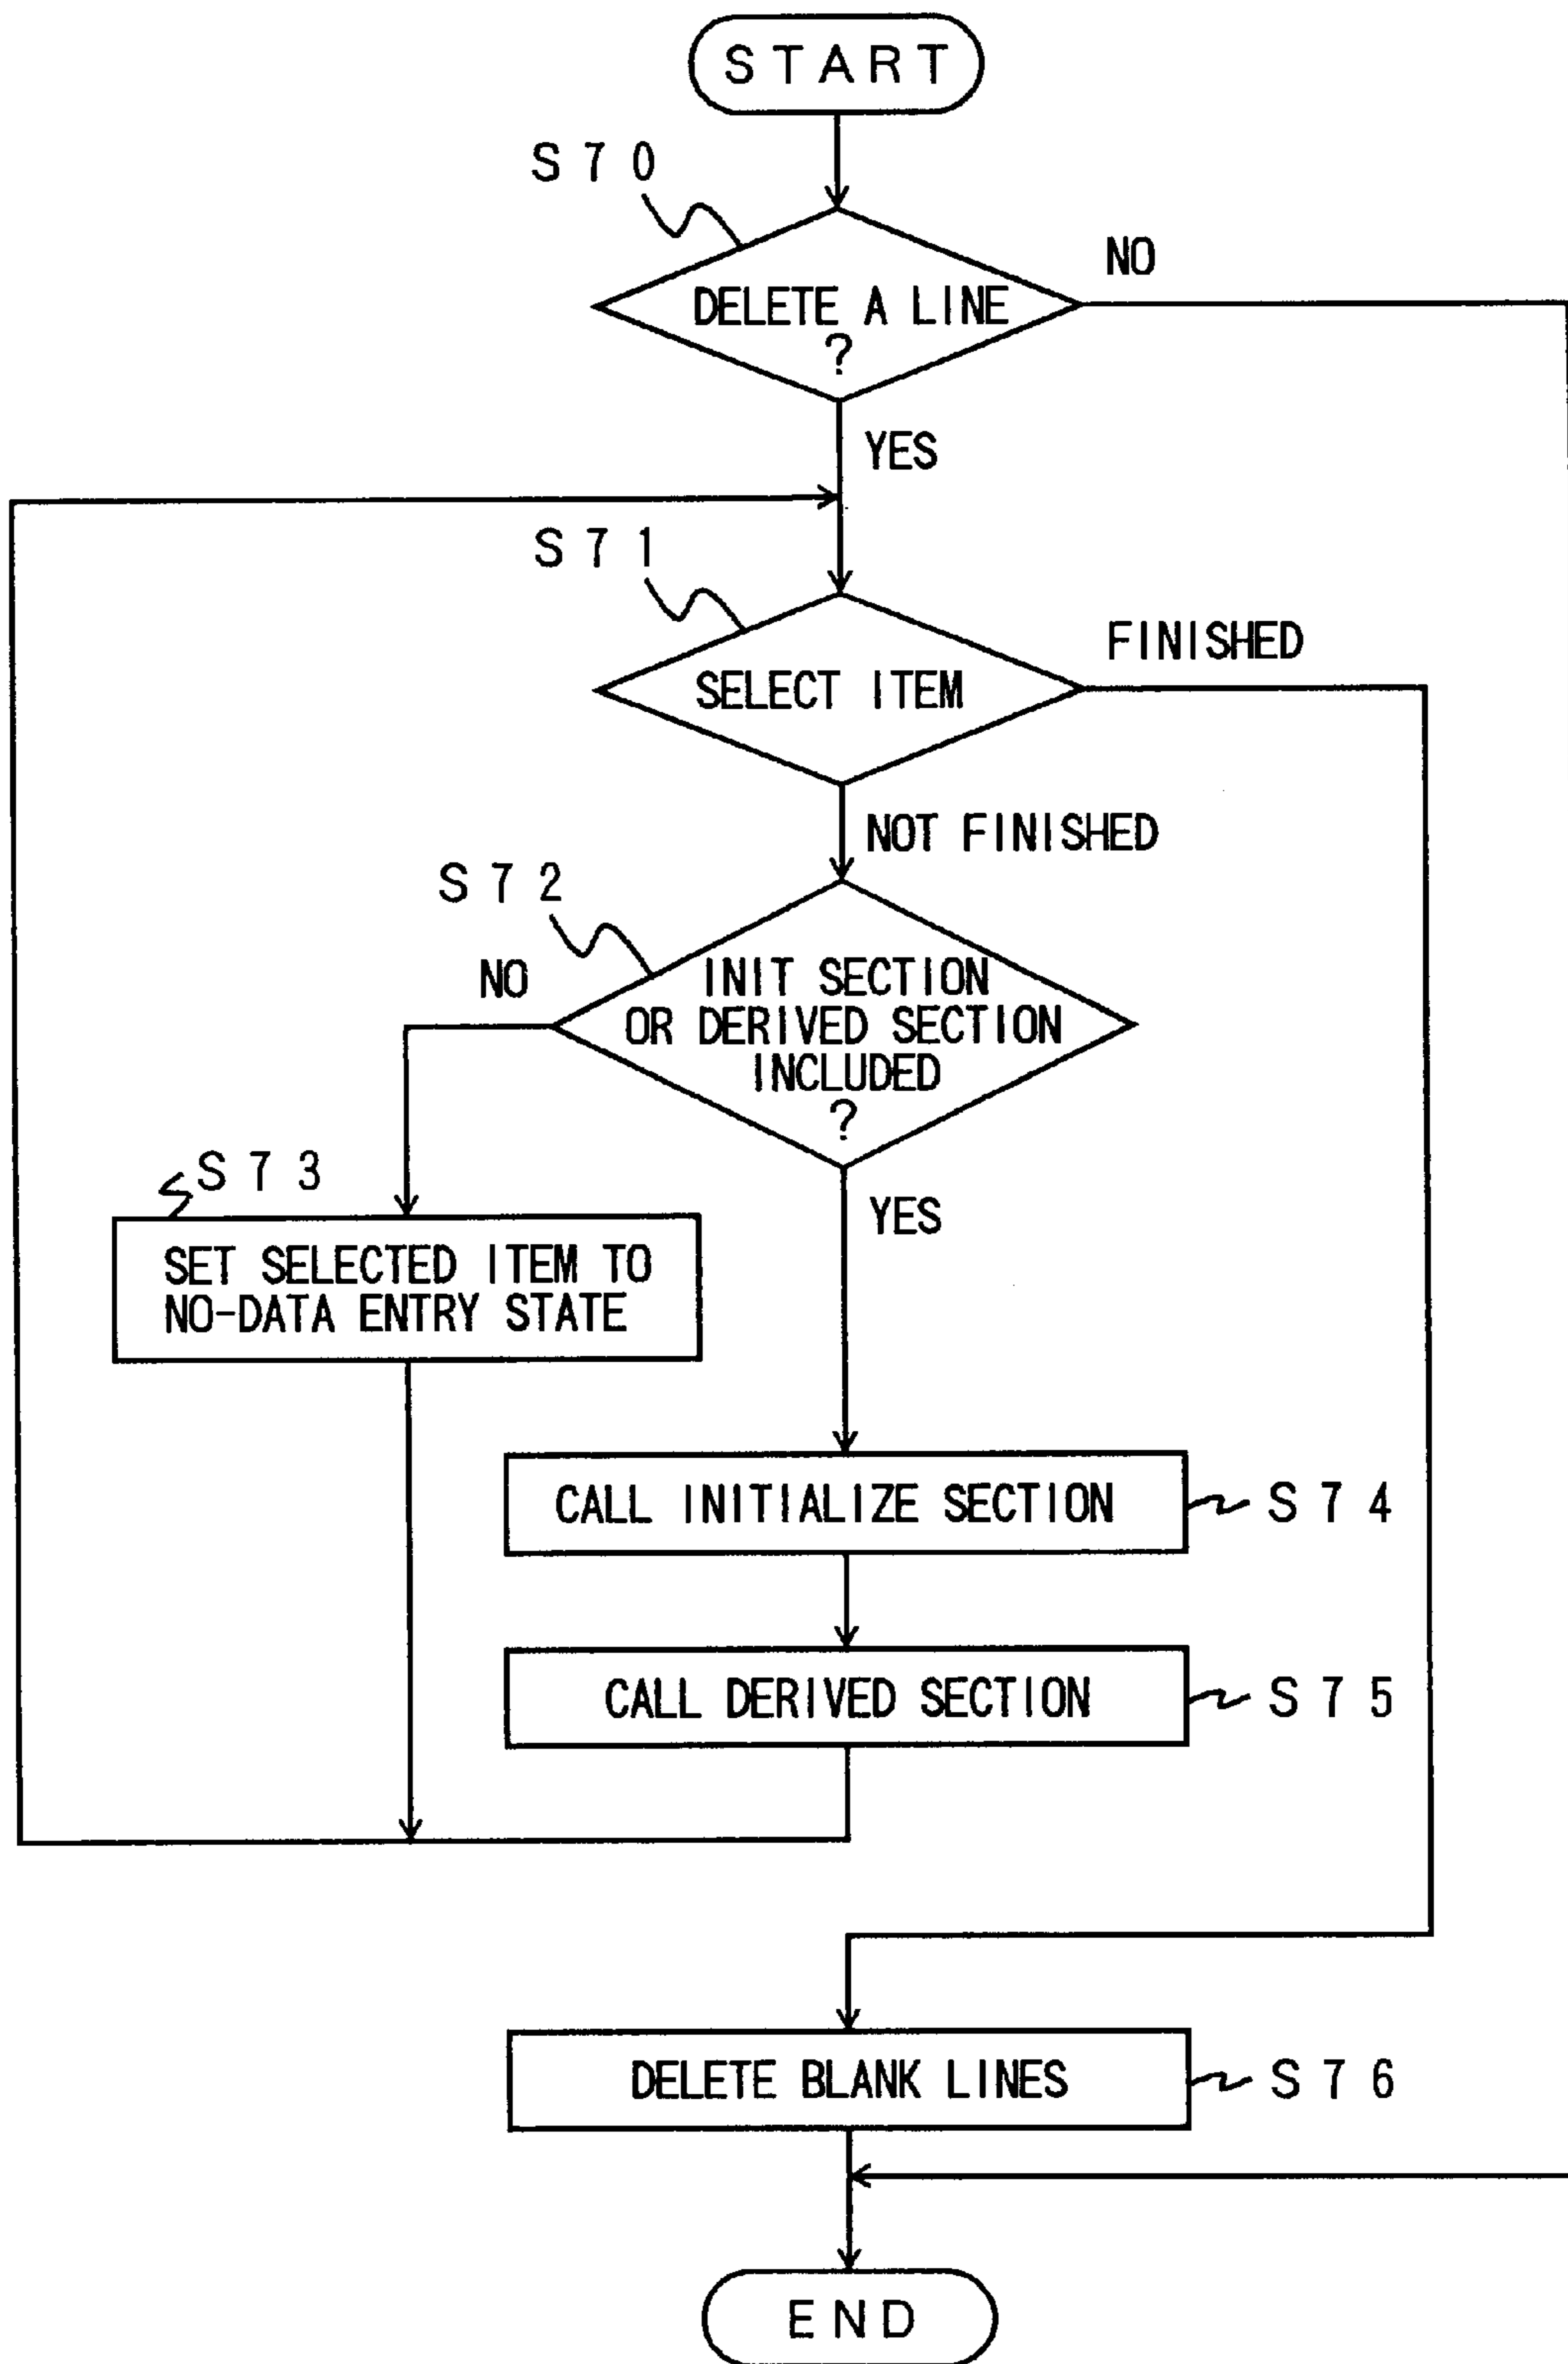 START
S70
NO
DELETE A LINE
?
YES
S71
FINISHED
SELECT ITEM
NOT FINISHED
S72
NO
INIT SECTION
OR DERIVED SECTION
INCLUDED
?
S73
YES
SET SELECTED ITEM TO
NO-DATA ENTRY STATE
CALL INITIALIZE SECTION
S74
CALL DERIVED SECTION
S75
DELETE BLANK LINES
S76
END